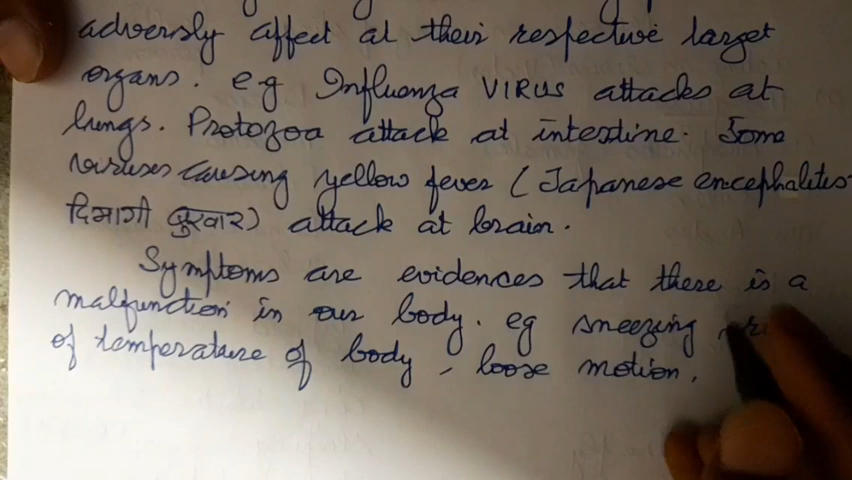 adversly affect at their respective target
organs. eg Influenza VIRUS attacks at
lungs. Protozoa attack at intestine. Some
viruses causing yellow fever (Japanese encephalites
दिमागी बुखार) attack at brain.
Symptoms are evidences that there is a
malfunction in our body. eg sneezing
of temperature of body, loose motion.